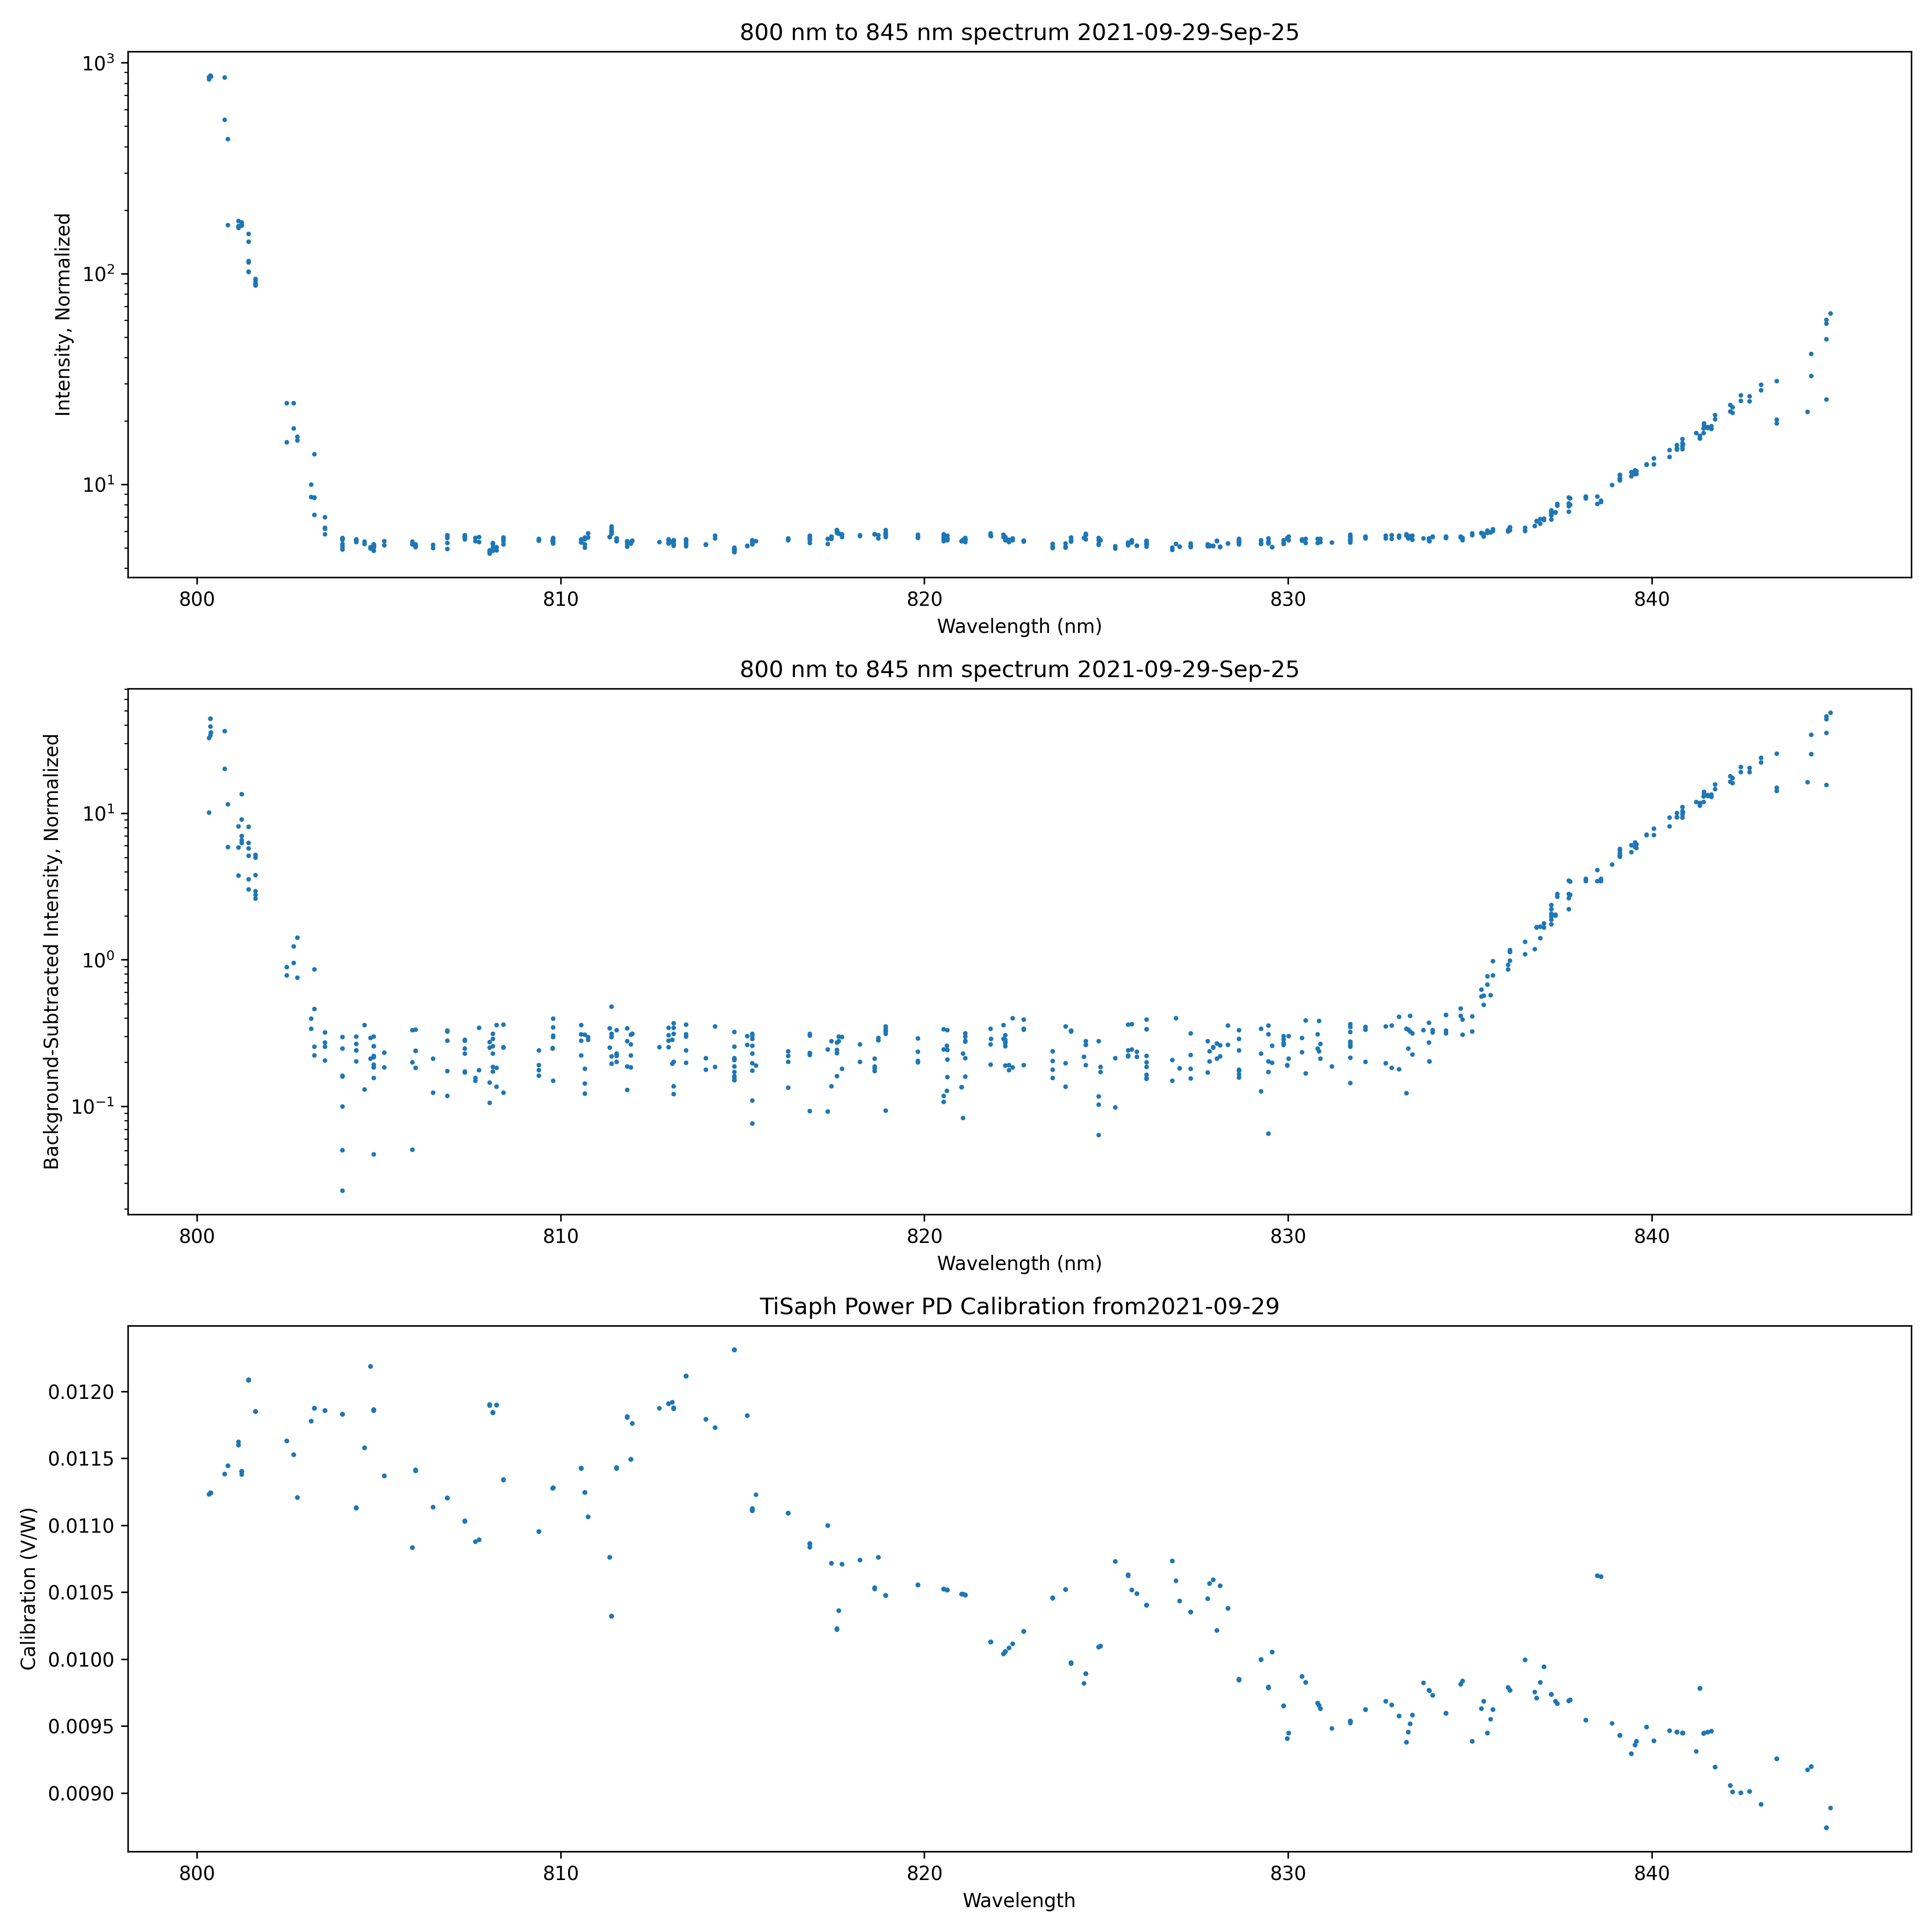 800 nm to 845 nm spectrum 2021-09-29-Sep-25
Intensity, Normalized
10³
10²
10¹
800 810 820 830 840
Wavelength (nm)
800 nm to 845 nm spectrum 2021-09-29-Sep-25
Background-Subtracted Intensity, Normalized
10¹
10⁰
10⁻¹
800 810 820 830 840
Wavelength (nm)
TiSaph Power PD Calibration from2021-09-29
Calibration (V/W)
0.0120
0.0115
0.0110
0.0105
0.0100
0.0095
0.0090
800 810 820 830 840
Wavelength